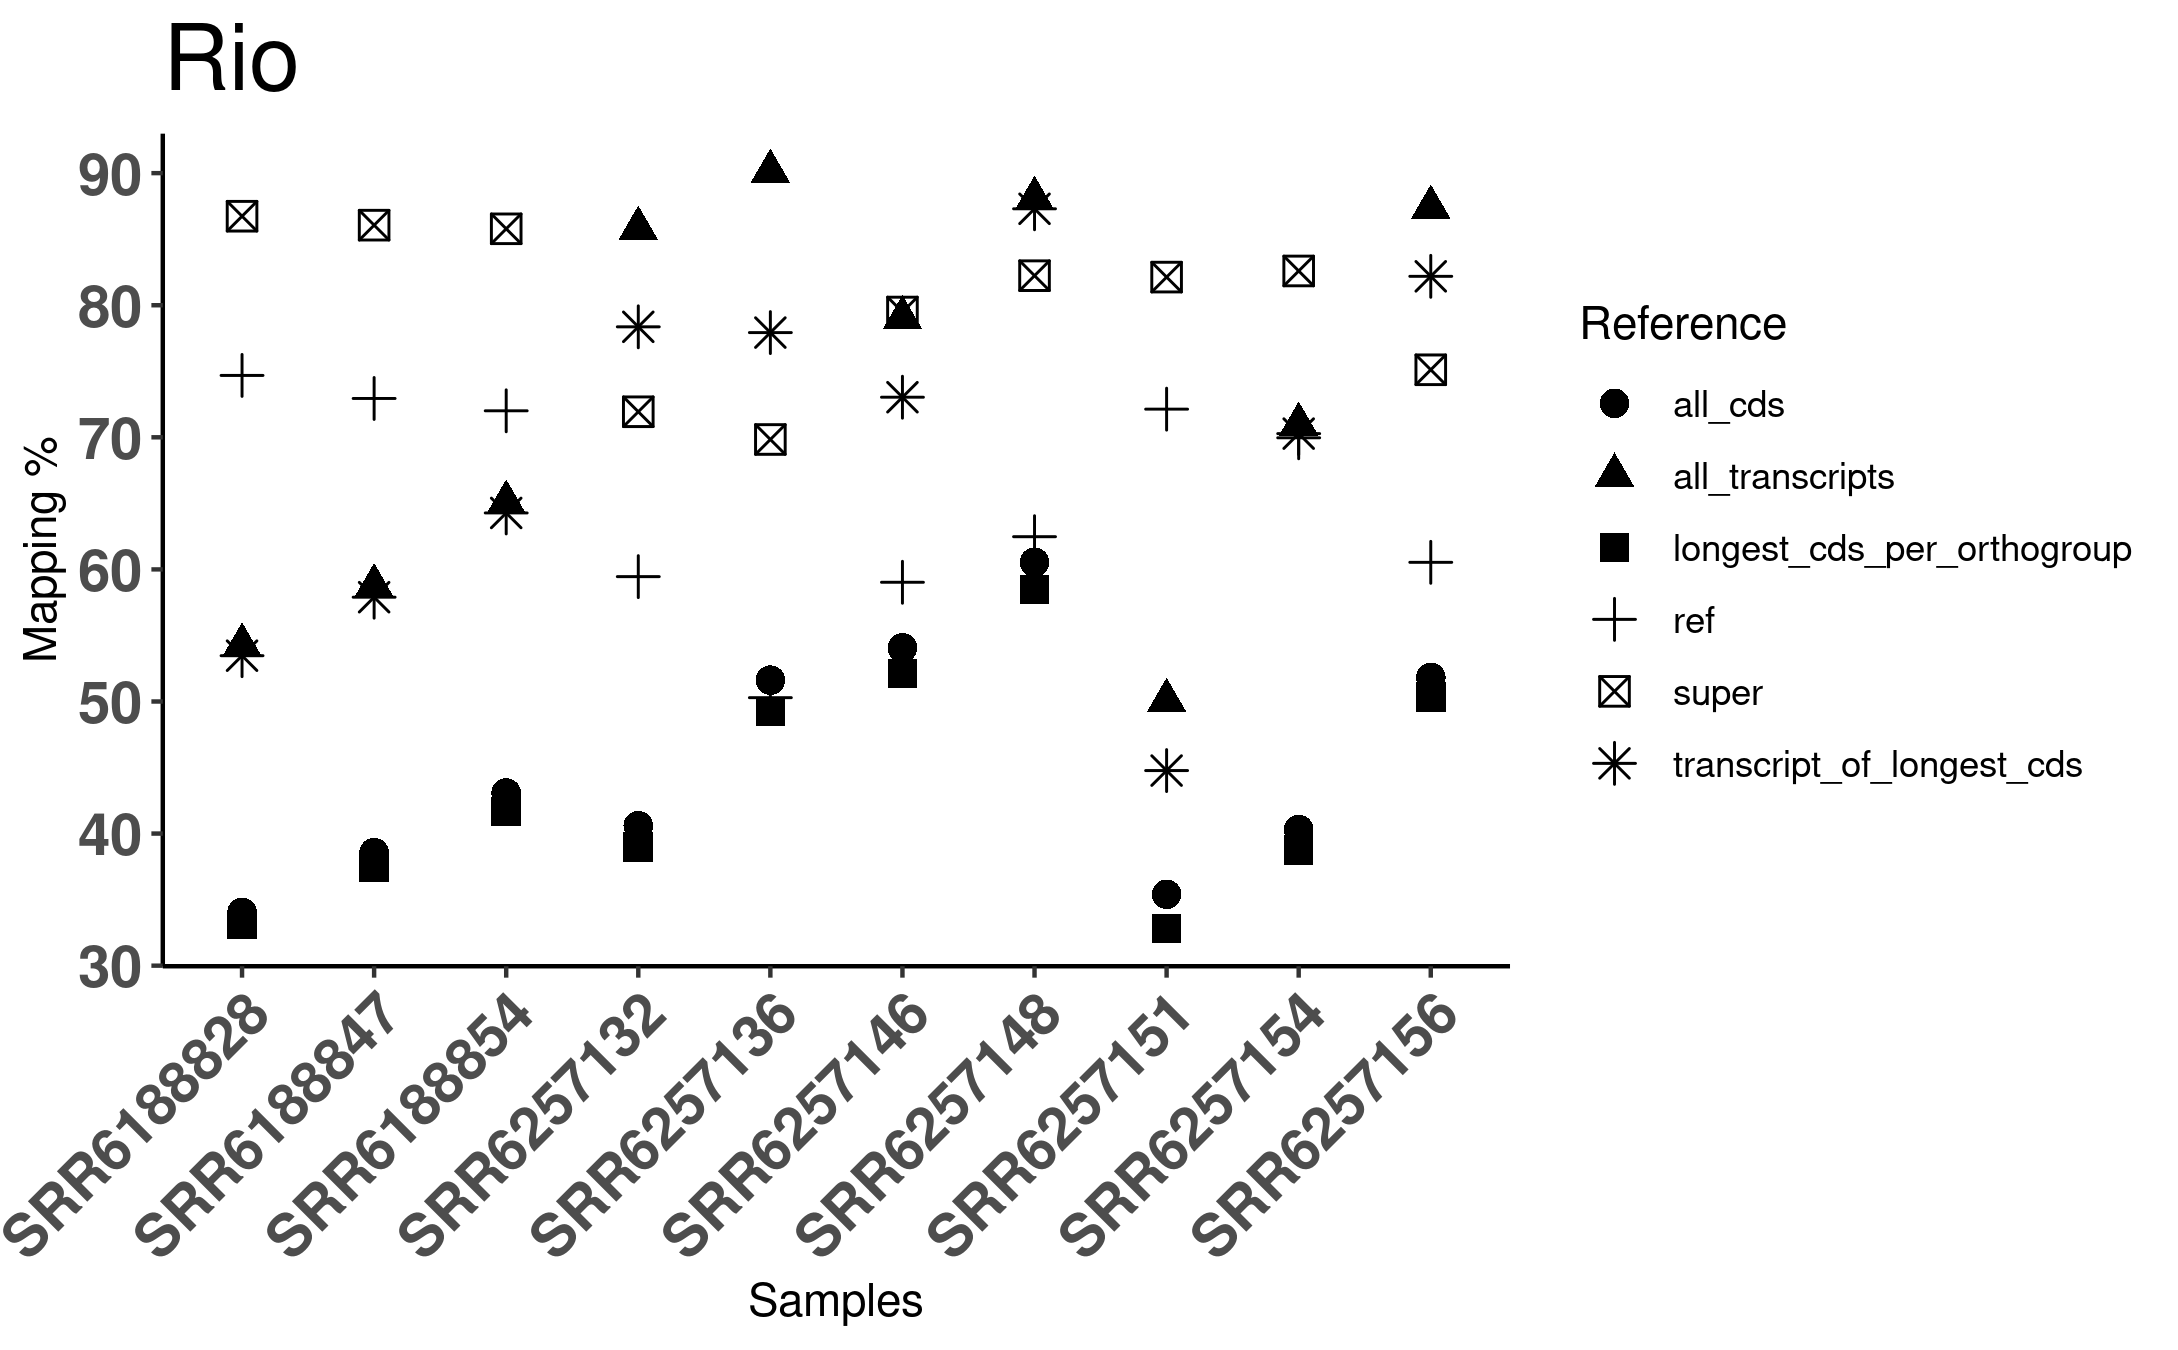 Rio
Mapping %
90
80
70
60
50
40
30
SRR6188828
SRR6188847
SRR6188854
SRR6257132
SRR6257136
SRR6257146
SRR6257148
SRR6257151
SRR6257154
SRR6257156
Samples
Reference
all_cds
all_transcripts
longest_cds_per_orthogroup
ref
super
transcript_of_longest_cds